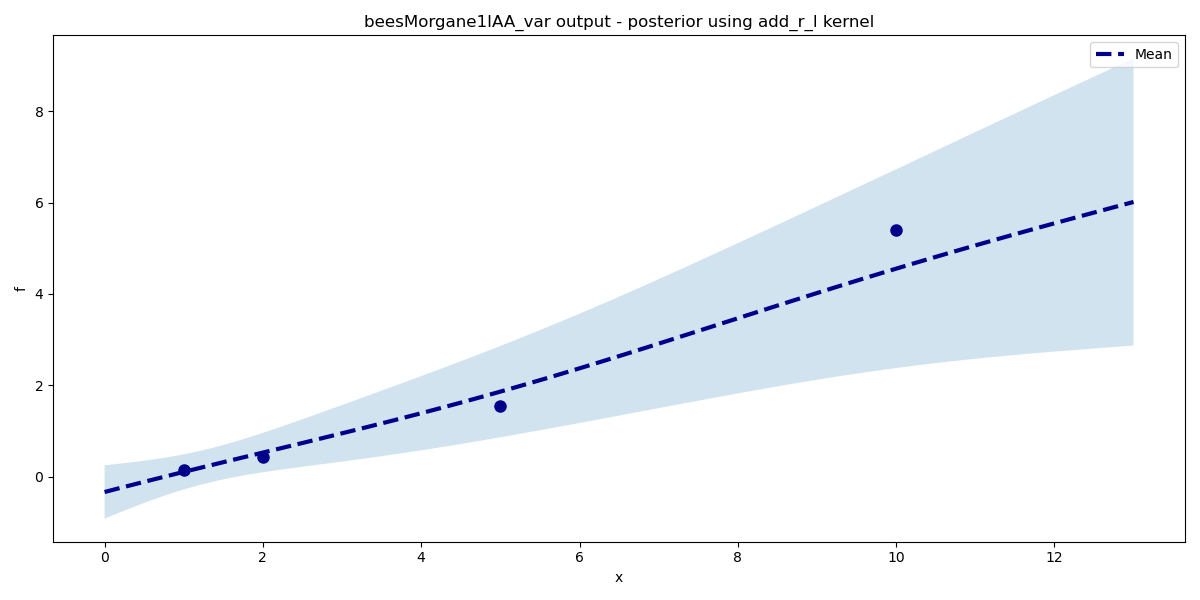 beesMorgane1IAA_var output - posterior using add_r_l kernel
Mean
f
8
6
4
2
0
0 2 4 6 8 10 12
x